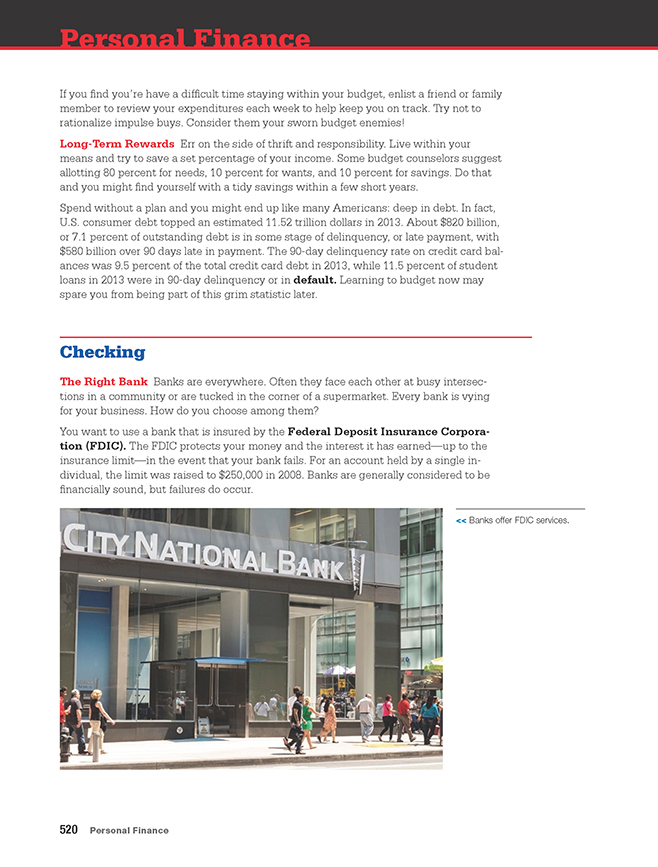 Personal Finance
If you find you're have a difficult time staying within your budget, enlist a friend or family
member to review your expenditures each week to help keep you on track. Try not to
rationalize impulse buys. Consider them your sworn budget enemies!
Long-Term Rewards Err on the side of thrift and responsibility. Live within your
means and try to save a set percentage of your income. Some budget counselors suggest
allotting 80 percent for needs, 10 percent for wants, and 10 percent for savings. Do that
and you might find yourself with a tidy savings within a few short years.
Spend without a plan and you might end up like many Americans: deep in debt. In fact,
U.S. consumer debt topped an estimated 11.52 trillion dollars in 2013. About $820 billion,
or 7.1 percent of outstanding debt is in some stage of delinquency, or late payment, with
$580 billion over 90 days late in payment. The 90-day delinquency rate on credit card bal-
ances was 9.5 percent of the total credit card debt in 2013, while 11.5 percent of student
loans in 2013 were in 90-day delinquency or in default. Learning to budget now may
spare you from being part of this grim statistic later.
Checking
The Right Bank Banks are everywhere. Often they face each other at busy intersec-
tions in a community or are tucked in the corner of a supermarket. Every bank is vying
for your business. How do you choose among them?
You want to use a bank that is insured by the Federal Deposit Insurance Corpora-
tion (FDIC). The FDIC protects your money and the interest it has earned—up to the
insurance limit—in the event that your bank fails. For an account held by a single in-
dividual, the limit was raised to $250,000 in 2008. Banks are generally considered to be
financially sound, but failures do occur.
CITY NATIONAL BANK
<< Banks offer FDIC services.
520 Personal Finance